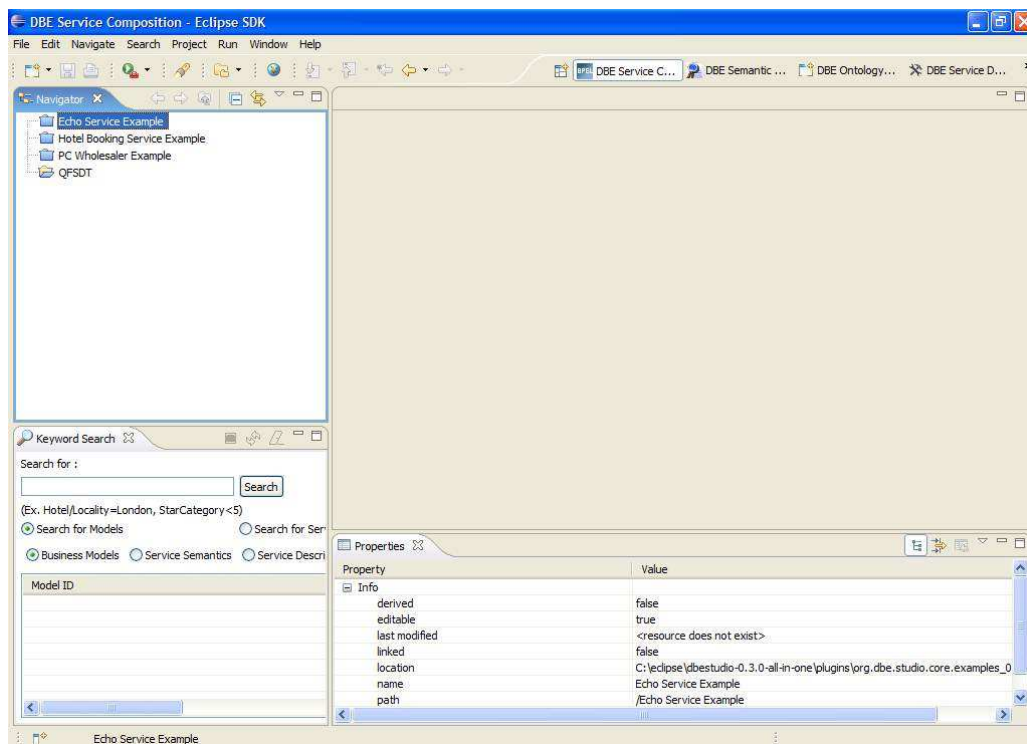 DBE Service Composition - Eclipse SDK
File Edit Navigate Search Project Run Window Help
BPEL DBE Service C... DBE Semantic ... DBE Ontology... DBE Service D...
Navigator
Echo Service Example
Hotel Booking Service Example
PC Wholesaler Example
QFSDT
Keyword Search
Search for :
Search
(Ex. Hotel/Locality=London, StarCategory<5)
Search for Models Search for Ser
Business Models Service Semantics Service Descri
Model ID
Properties
Property Value
Info
derived false
editable true
last modified <resource does not exist>
linked false
location C:\eclipse\dbestudio-0.3.0-all-in-one\plugins\org.dbe.studio.core.examples_0
name Echo Service Example
path /Echo Service Example
Echo Service Example